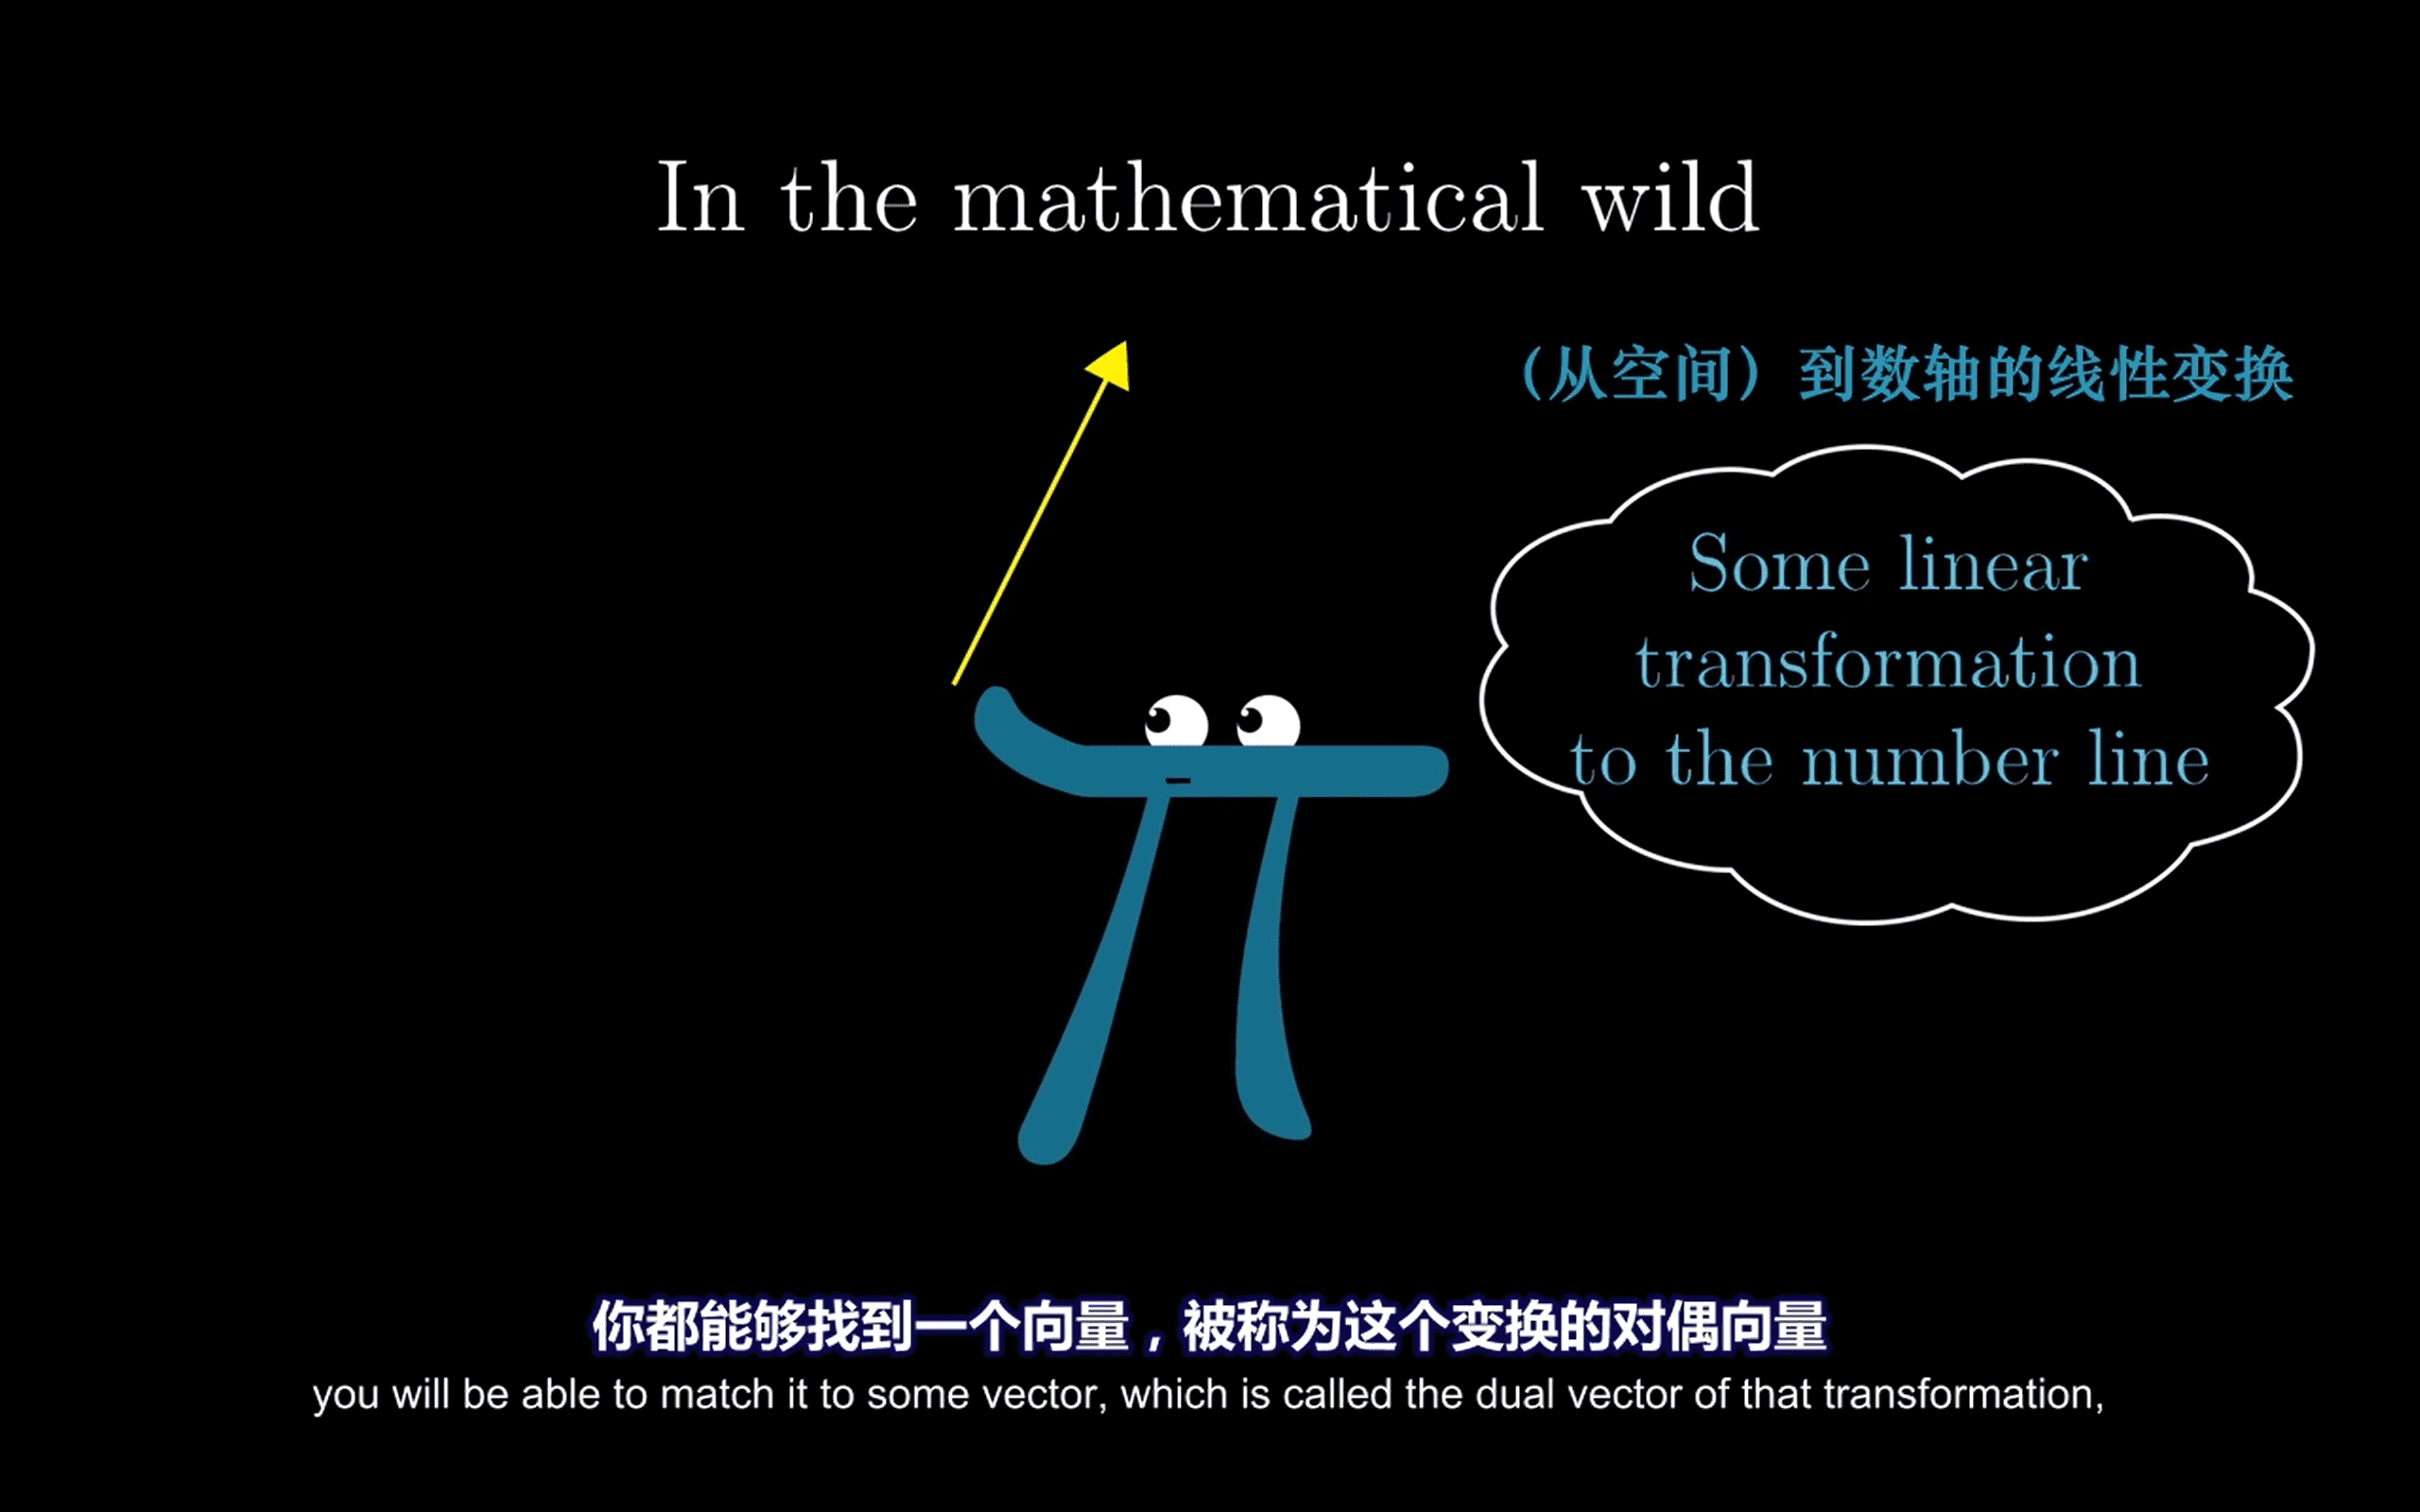 In the mathematical wild
（从空间）到数轴的线性变换
Some linear
transformation
to the number line
你都能够找到一个向量，被称为这个变换的对偶向量
you will be able to match it to some vector, which is called the dual vector of that transformation,